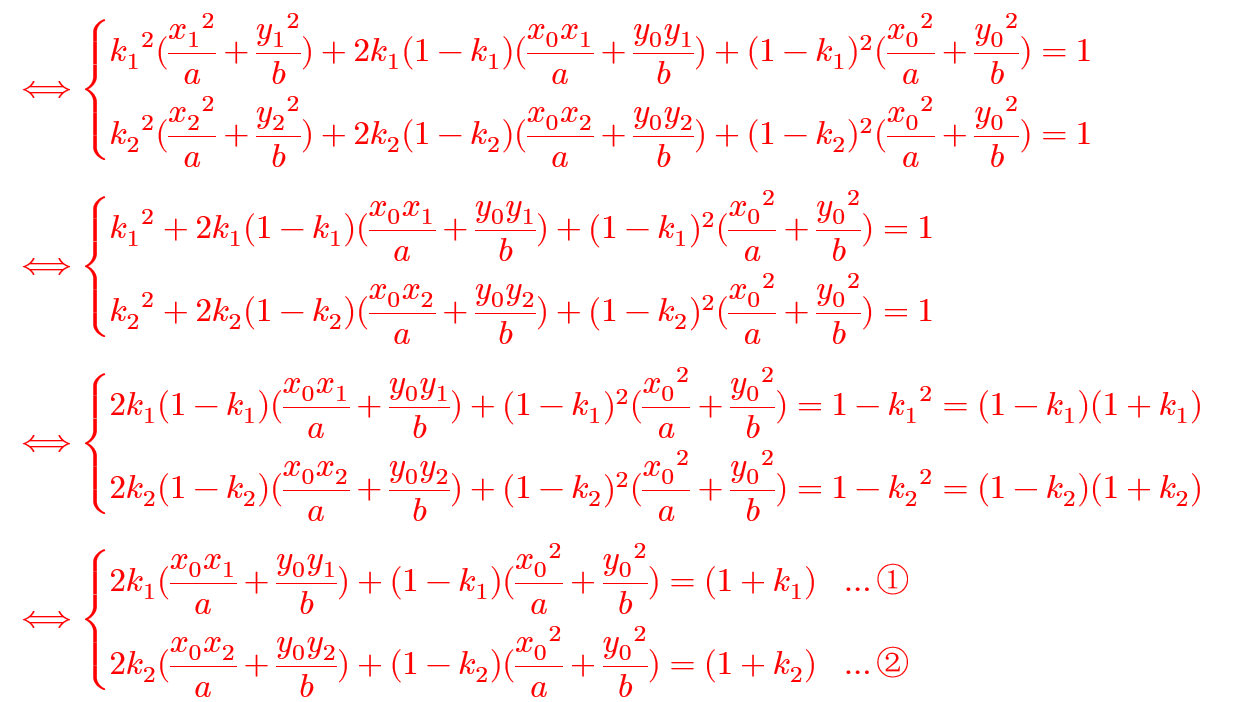 ⟺ { k₁²(x₁²/a + y₁²/b) + 2k₁(1 − k₁)(x₀x₁/a + y₀y₁/b) + (1 − k₁)²(x₀²/a + y₀²/b) = 1
k₂²(x₂²/a + y₂²/b) + 2k₂(1 − k₂)(x₀x₂/a + y₀y₂/b) + (1 − k₂)²(x₀²/a + y₀²/b) = 1
⟺ { k₁² + 2k₁(1 − k₁)(x₀x₁/a + y₀y₁/b) + (1 − k₁)²(x₀²/a + y₀²/b) = 1
k₂² + 2k₂(1 − k₂)(x₀x₂/a + y₀y₂/b) + (1 − k₂)²(x₀²/a + y₀²/b) = 1
⟺ { 2k₁(1 − k₁)(x₀x₁/a + y₀y₁/b) + (1 − k₁)²(x₀²/a + y₀²/b) = 1 − k₁² = (1 − k₁)(1 + k₁)
2k₂(1 − k₂)(x₀x₂/a + y₀y₂/b) + (1 − k₂)²(x₀²/a + y₀²/b) = 1 − k₂² = (1 − k₂)(1 + k₂)
⟺ { 2k₁(x₀x₁/a + y₀y₁/b) + (1 − k₁)(x₀²/a + y₀²/b) = (1 + k₁) ...①
2k₂(x₀x₂/a + y₀y₂/b) + (1 − k₂)(x₀²/a + y₀²/b) = (1 + k₂) ...②